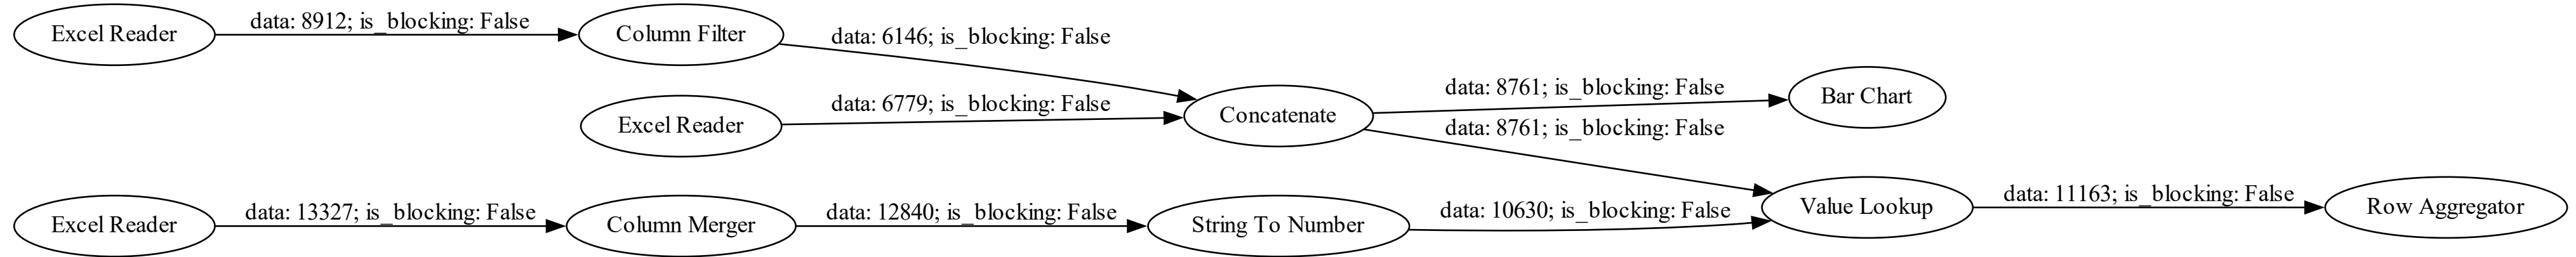 Excel Reader
data: 8912; is_blocking: False
Column Filter
data: 6146; is_blocking: False
Excel Reader
data: 6779; is_blocking: False
Concatenate
data: 8761; is_blocking: False
Bar Chart
data: 8761; is_blocking: False
Excel Reader
data: 13327; is_blocking: False
Column Merger
data: 12840; is_blocking: False
String To Number
data: 10630; is_blocking: False
Value Lookup
data: 11163; is_blocking: False
Row Aggregator